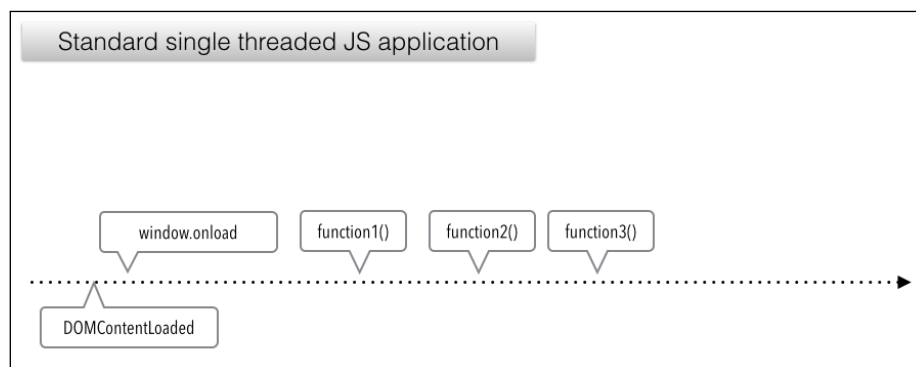 Standard single threaded JS application
window.onload
function1()
function2()
function3()
DOMContentLoaded